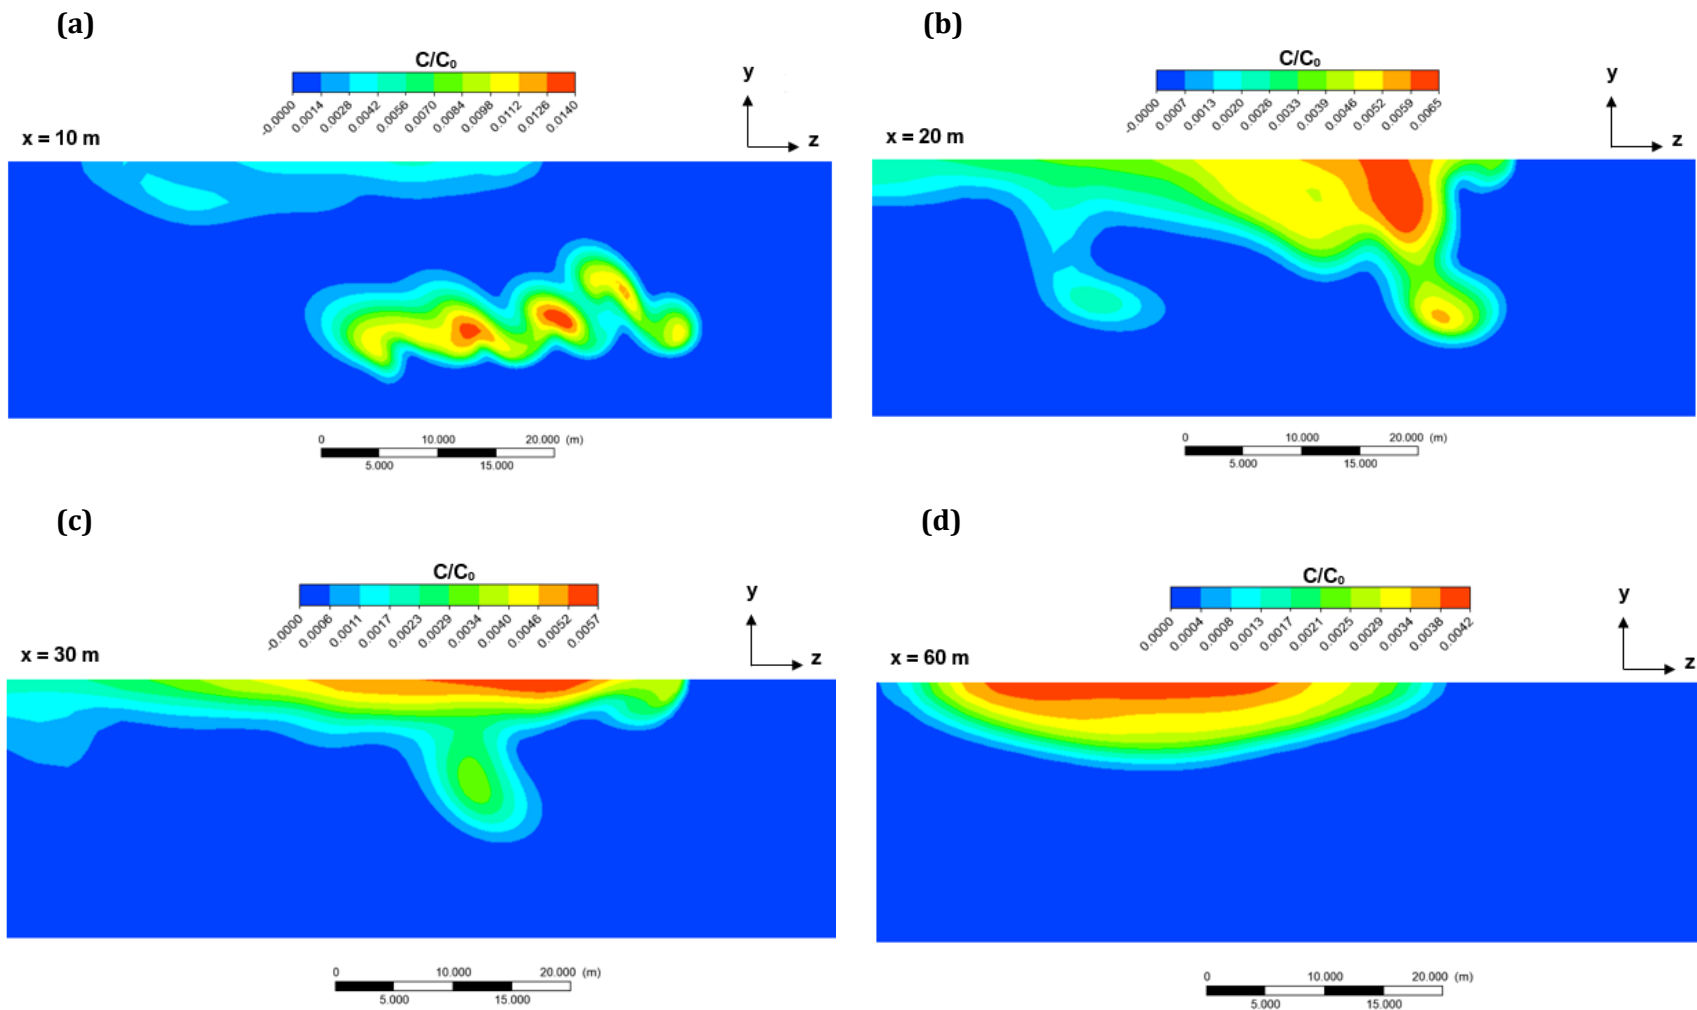 (a)
C/C₀
-0.0000 0.0014 0.0028 0.0042 0.0056 0.0070 0.0084 0.0098 0.0112 0.0126 0.0140
y
z
x = 10 m
0 10.000 20.000 (m)
5.000 15.000
(b)
C/C₀
-0.0000 0.0007 0.0013 0.0020 0.0026 0.0033 0.0039 0.0046 0.0052 0.0059 0.0065
y
z
x = 20 m
0 10.000 20.000 (m)
5.000 15.000
(c)
C/C₀
-0.0000 0.0006 0.0011 0.0017 0.0023 0.0029 0.0034 0.0040 0.0046 0.0052 0.0057
y
z
x = 30 m
0 10.000 20.000 (m)
5.000 15.000
(d)
C/C₀
0.0000 0.0004 0.0008 0.0013 0.0017 0.0021 0.0025 0.0029 0.0034 0.0038 0.0042
y
z
x = 60 m
0 10.000 20.000 (m)
5.000 15.000